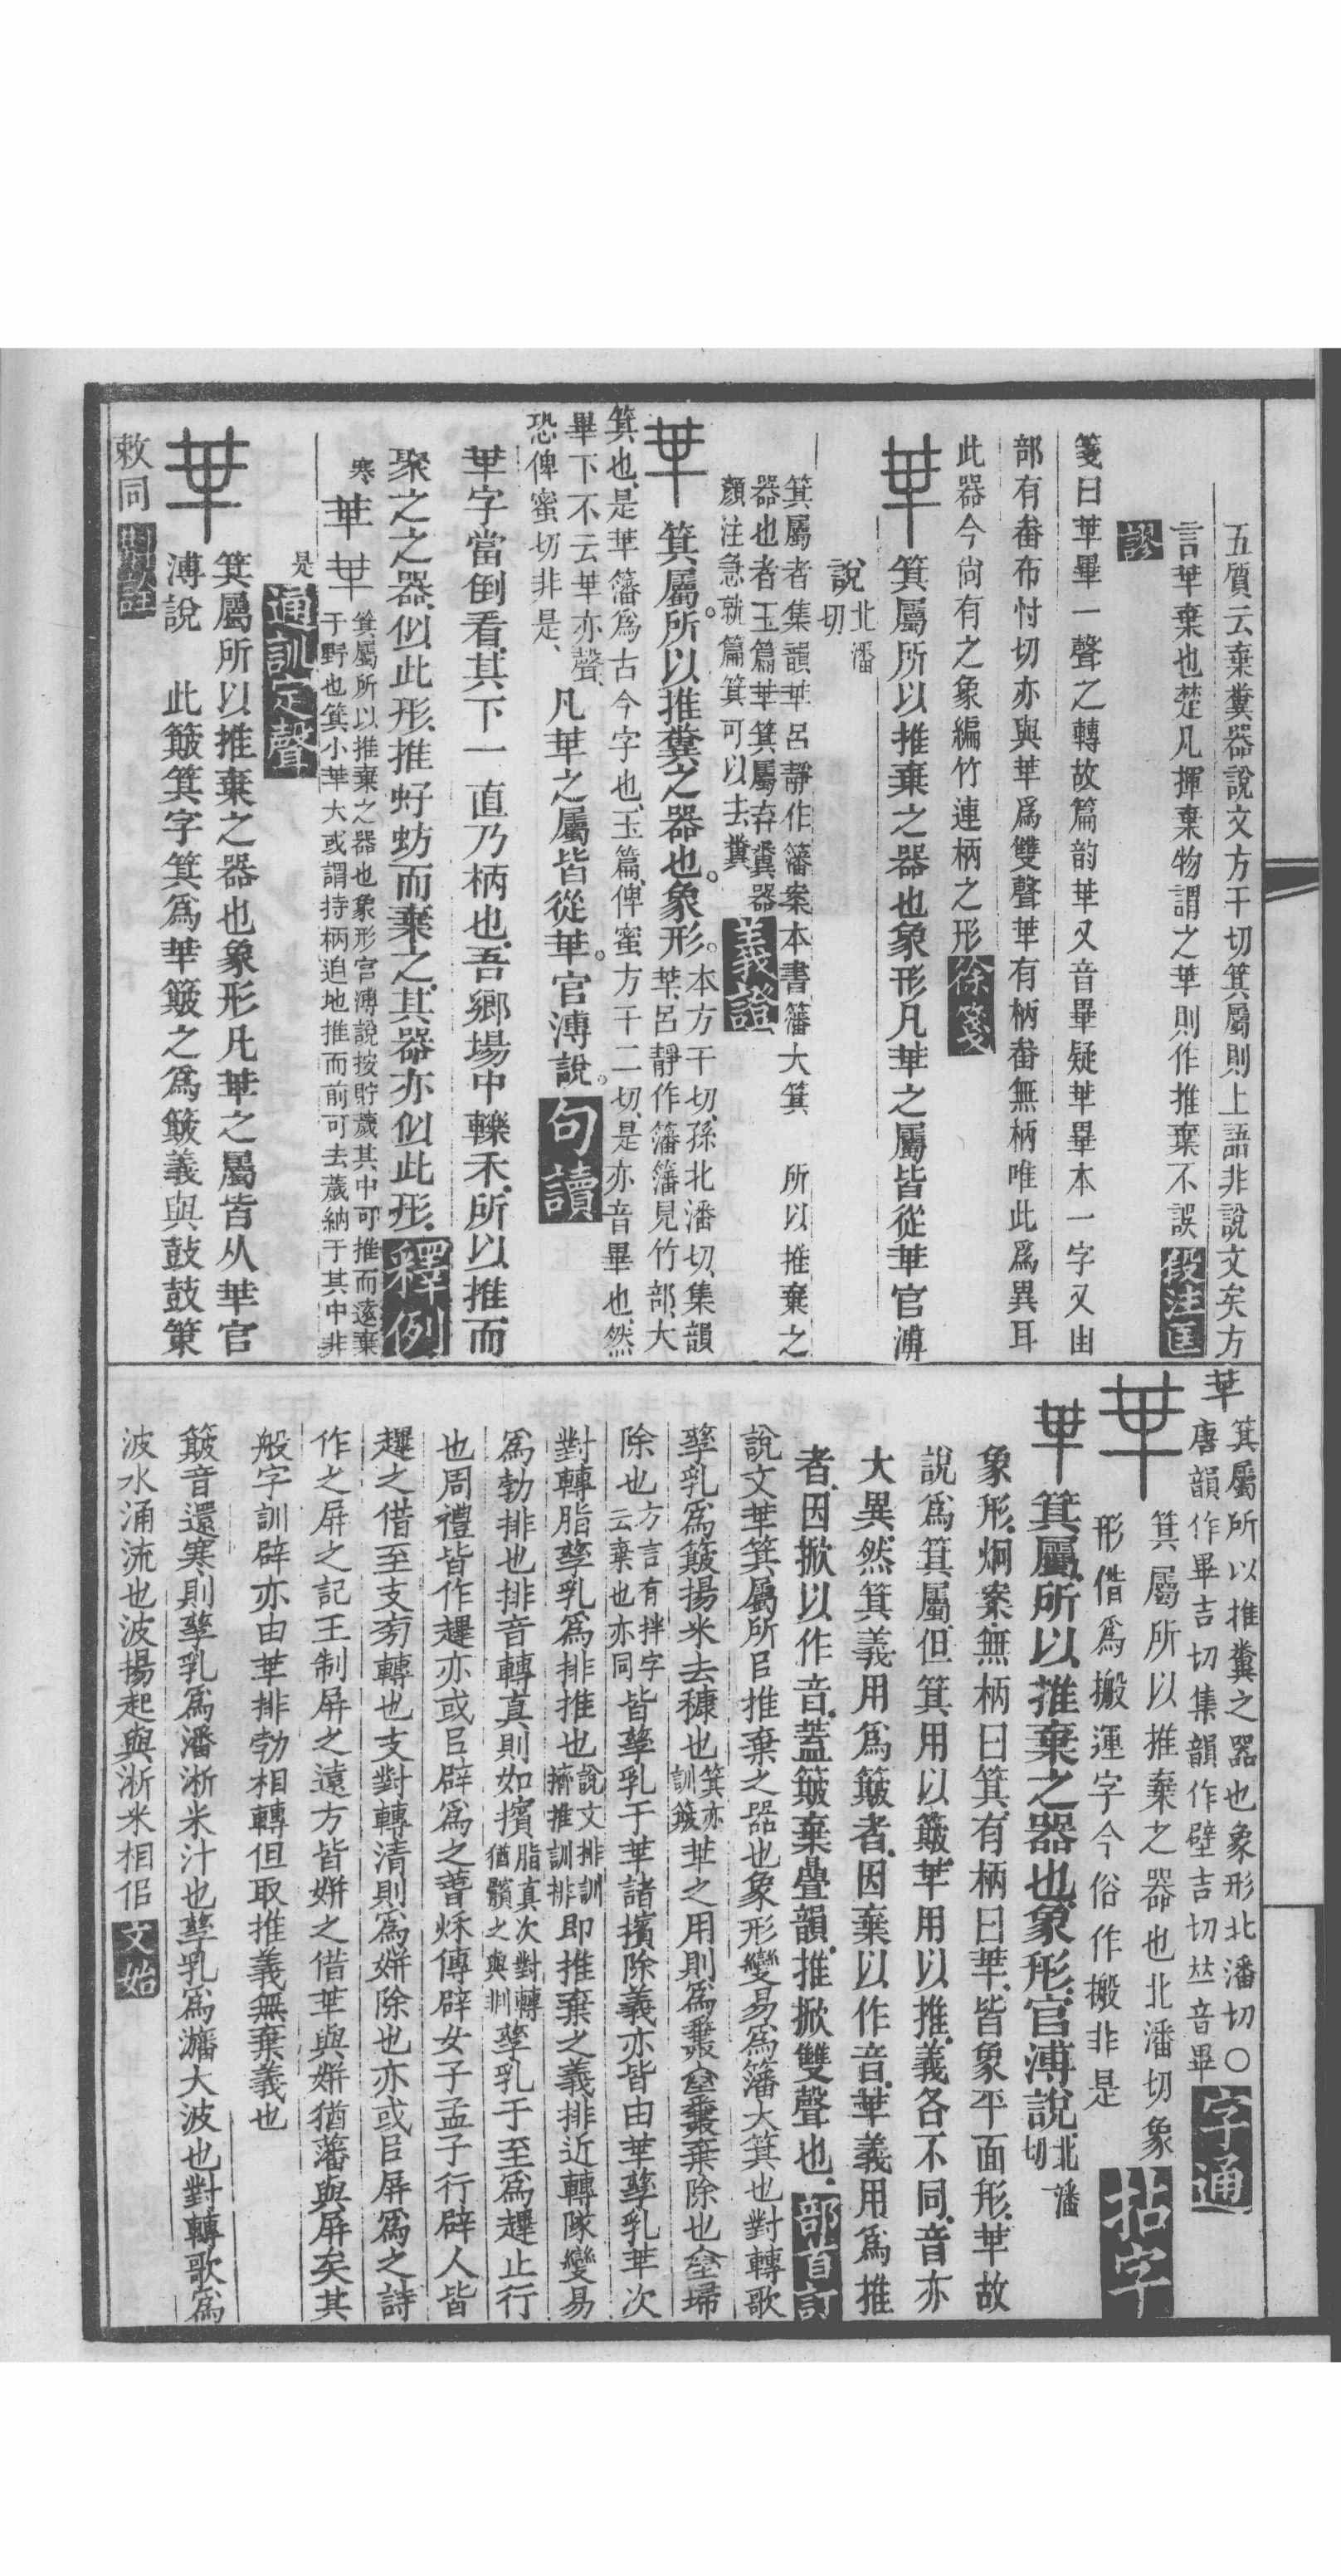 五質云棄糞器說文方干切箕屬則上語非說文矣方
言𠦒棄也楚凡揮棄物謂之𠦒則作推棄不誤段注匡
謬
箋曰𠦒畢一聲之轉故篇韵𠦒又音畢疑𠦒畢本一字又由
部有畚布忖切亦與𠦒爲雙聲𠦒有柄畚無柄唯此爲異耳
此器今尙有之象編竹連柄之形徐箋
𠦒 箕屬所以推棄之器也象形凡𠦒之屬皆從𠦒官溥
說 北潘切
箕屬者集韻𠦒呂靜作籓案本書籓大箕 所以推棄之
器也者玉篇𠦒箕屬弃糞器
顏注急就篇箕可以去糞 義證
𠦒 箕屬。所以推糞之器也。象形。本方干切、孫北潘切、集韻
𠦒、呂靜作籓籓見竹部、大
箕也、是𠦒籓爲古今字也、玉篇、俾蜜方干二切、是亦音畢也、然
畢下不云𠦒亦聲、
恐俾蜜切非是、 凡𠦒之屬皆從𠦒。官溥說。句讀
𠦒字當倒看、其下一直乃柄也、吾鄉場中轢禾、所以推而
聚之之器、似此形、推虸蚄而棄之、其器亦似此形、釋例
寒 𠦒 𠦒 箕屬所以推棄之器也象形官溥說按貯薉其中可推而遠棄
于野也箕小𠦒大或謂持柄迫地推而前可去薉納于其中非
是 通訓定聲
𠦒 箕屬所以推棄之器也象形凡𠦒之屬皆从𠦒官
溥說 此簸箕字箕爲𠦒簸之爲簸義與鼓鼓策
敕同
𠦒 箕屬所以推糞之器也象形北潘切〇
唐韻作畢吉切集韻作壁吉切𠀤音畢 字通
𠦒 箕屬所以推棄之器也北潘切象
形借爲搬運字今俗作搬非是 拈字
𠦒 箕屬、所以推棄之器也、象形、官溥說、北潘切
象形、炯案、無柄曰箕、有柄曰𠦒、皆象平面形、𠦒故
說爲箕屬、但箕用以簸、𠦒用以推、義各不同、音亦
大異、然箕義用爲簸者、因棄以作音、𠦒義用爲推
者、因掀以作音、蓋簸棄疊韻、推掀雙聲也、部首訂
說文𠦒箕屬所㠯推棄之器也象形變易爲籓大箕也對轉歌
孳乳爲簸揚米去穅也箕亦訓簸𠦒之用則爲糞㙮糞棄除也㙮埽
除也方言有拌字云棄也亦同皆孳乳于𠦒諸擯除義亦皆由𠦒孳乳𠦒次
對轉脂孳乳爲排推也說文排訓擠推訓排即推棄之義排近轉隊變易
爲勃排也排音轉真則如擯脂真次對轉猶髕之與䠊孳乳于至爲趩止行
也周禮皆作趩亦或㠯辟爲之曹𥝩傳辟女子孟子行辟人皆
趩之借至支旁轉也支對轉清則爲姘除也亦或㠯屏爲之詩
作之屏之記王制屏之遠方皆姘之借𠦒與姘猶藩與屏矣其
般字訓辟亦由𠦒排勃相轉但取推義無棄義也
簸音還寒則孳乳爲潘淅米汁也孳乳爲瀋大波也對轉歌爲
波水涌流也波揚起與淅米相佀 文始